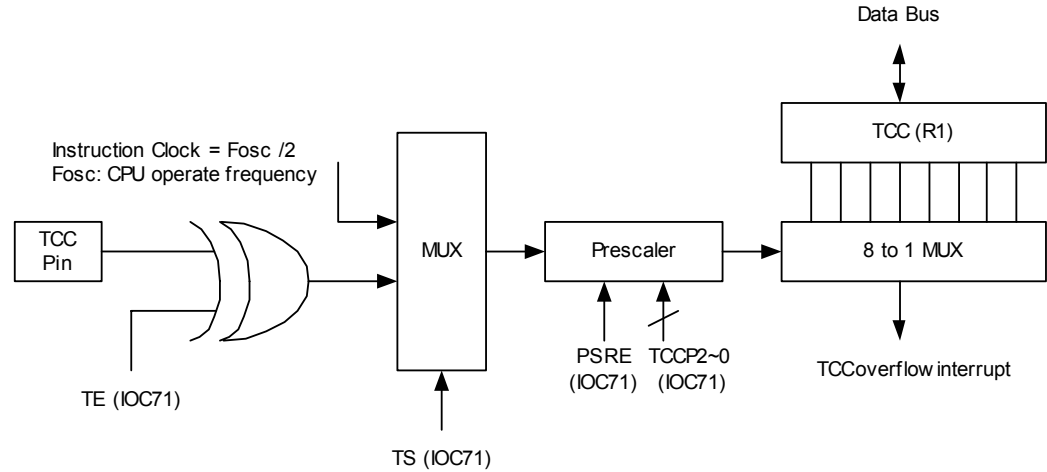 Data Bus
TCC (R1)
Instruction Clock = Fosc /2
Fosc: CPU operate frequency
TCC
Pin
MUX
Prescaler
8 to 1 MUX
PSRE
(IOC71)
TCCP2~0
(IOC71)
TCCoverflow interrupt
TE (IOC71)
TS (IOC71)